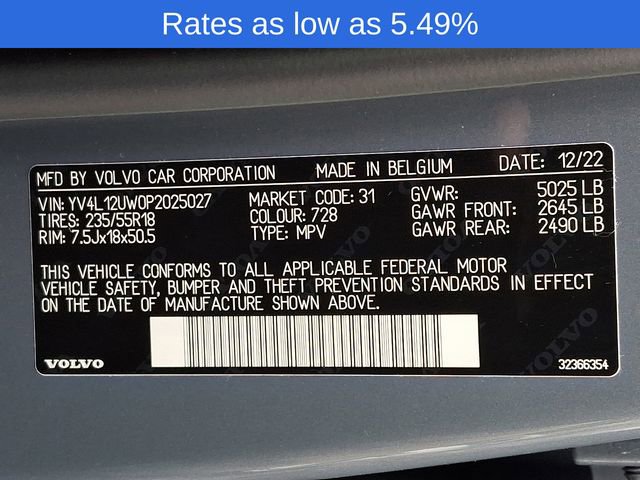 Rates as low as 5.49%
MFD BY VOLVO CAR CORPORATION MADE IN BELGIUM DATE: 12/22
VIN: YV4L12UW0P2025027 MARKET CODE: 31 GVWR: 5025 LB
TIRES: 235/55R18 COLOUR: 728 GAWR FRONT: 2645 LB
RIM: 7.5Jx18x50.5 TYPE: MPV GAWR REAR: 2490 LB
THIS VEHICLE CONFORMS TO ALL APPLICABLE FEDERAL MOTOR
VEHICLE SAFETY, BUMPER AND THEFT PREVENTION STANDARDS IN EFFECT
ON THE DATE OF MANUFACTURE SHOWN ABOVE.
VOLVO 32366354